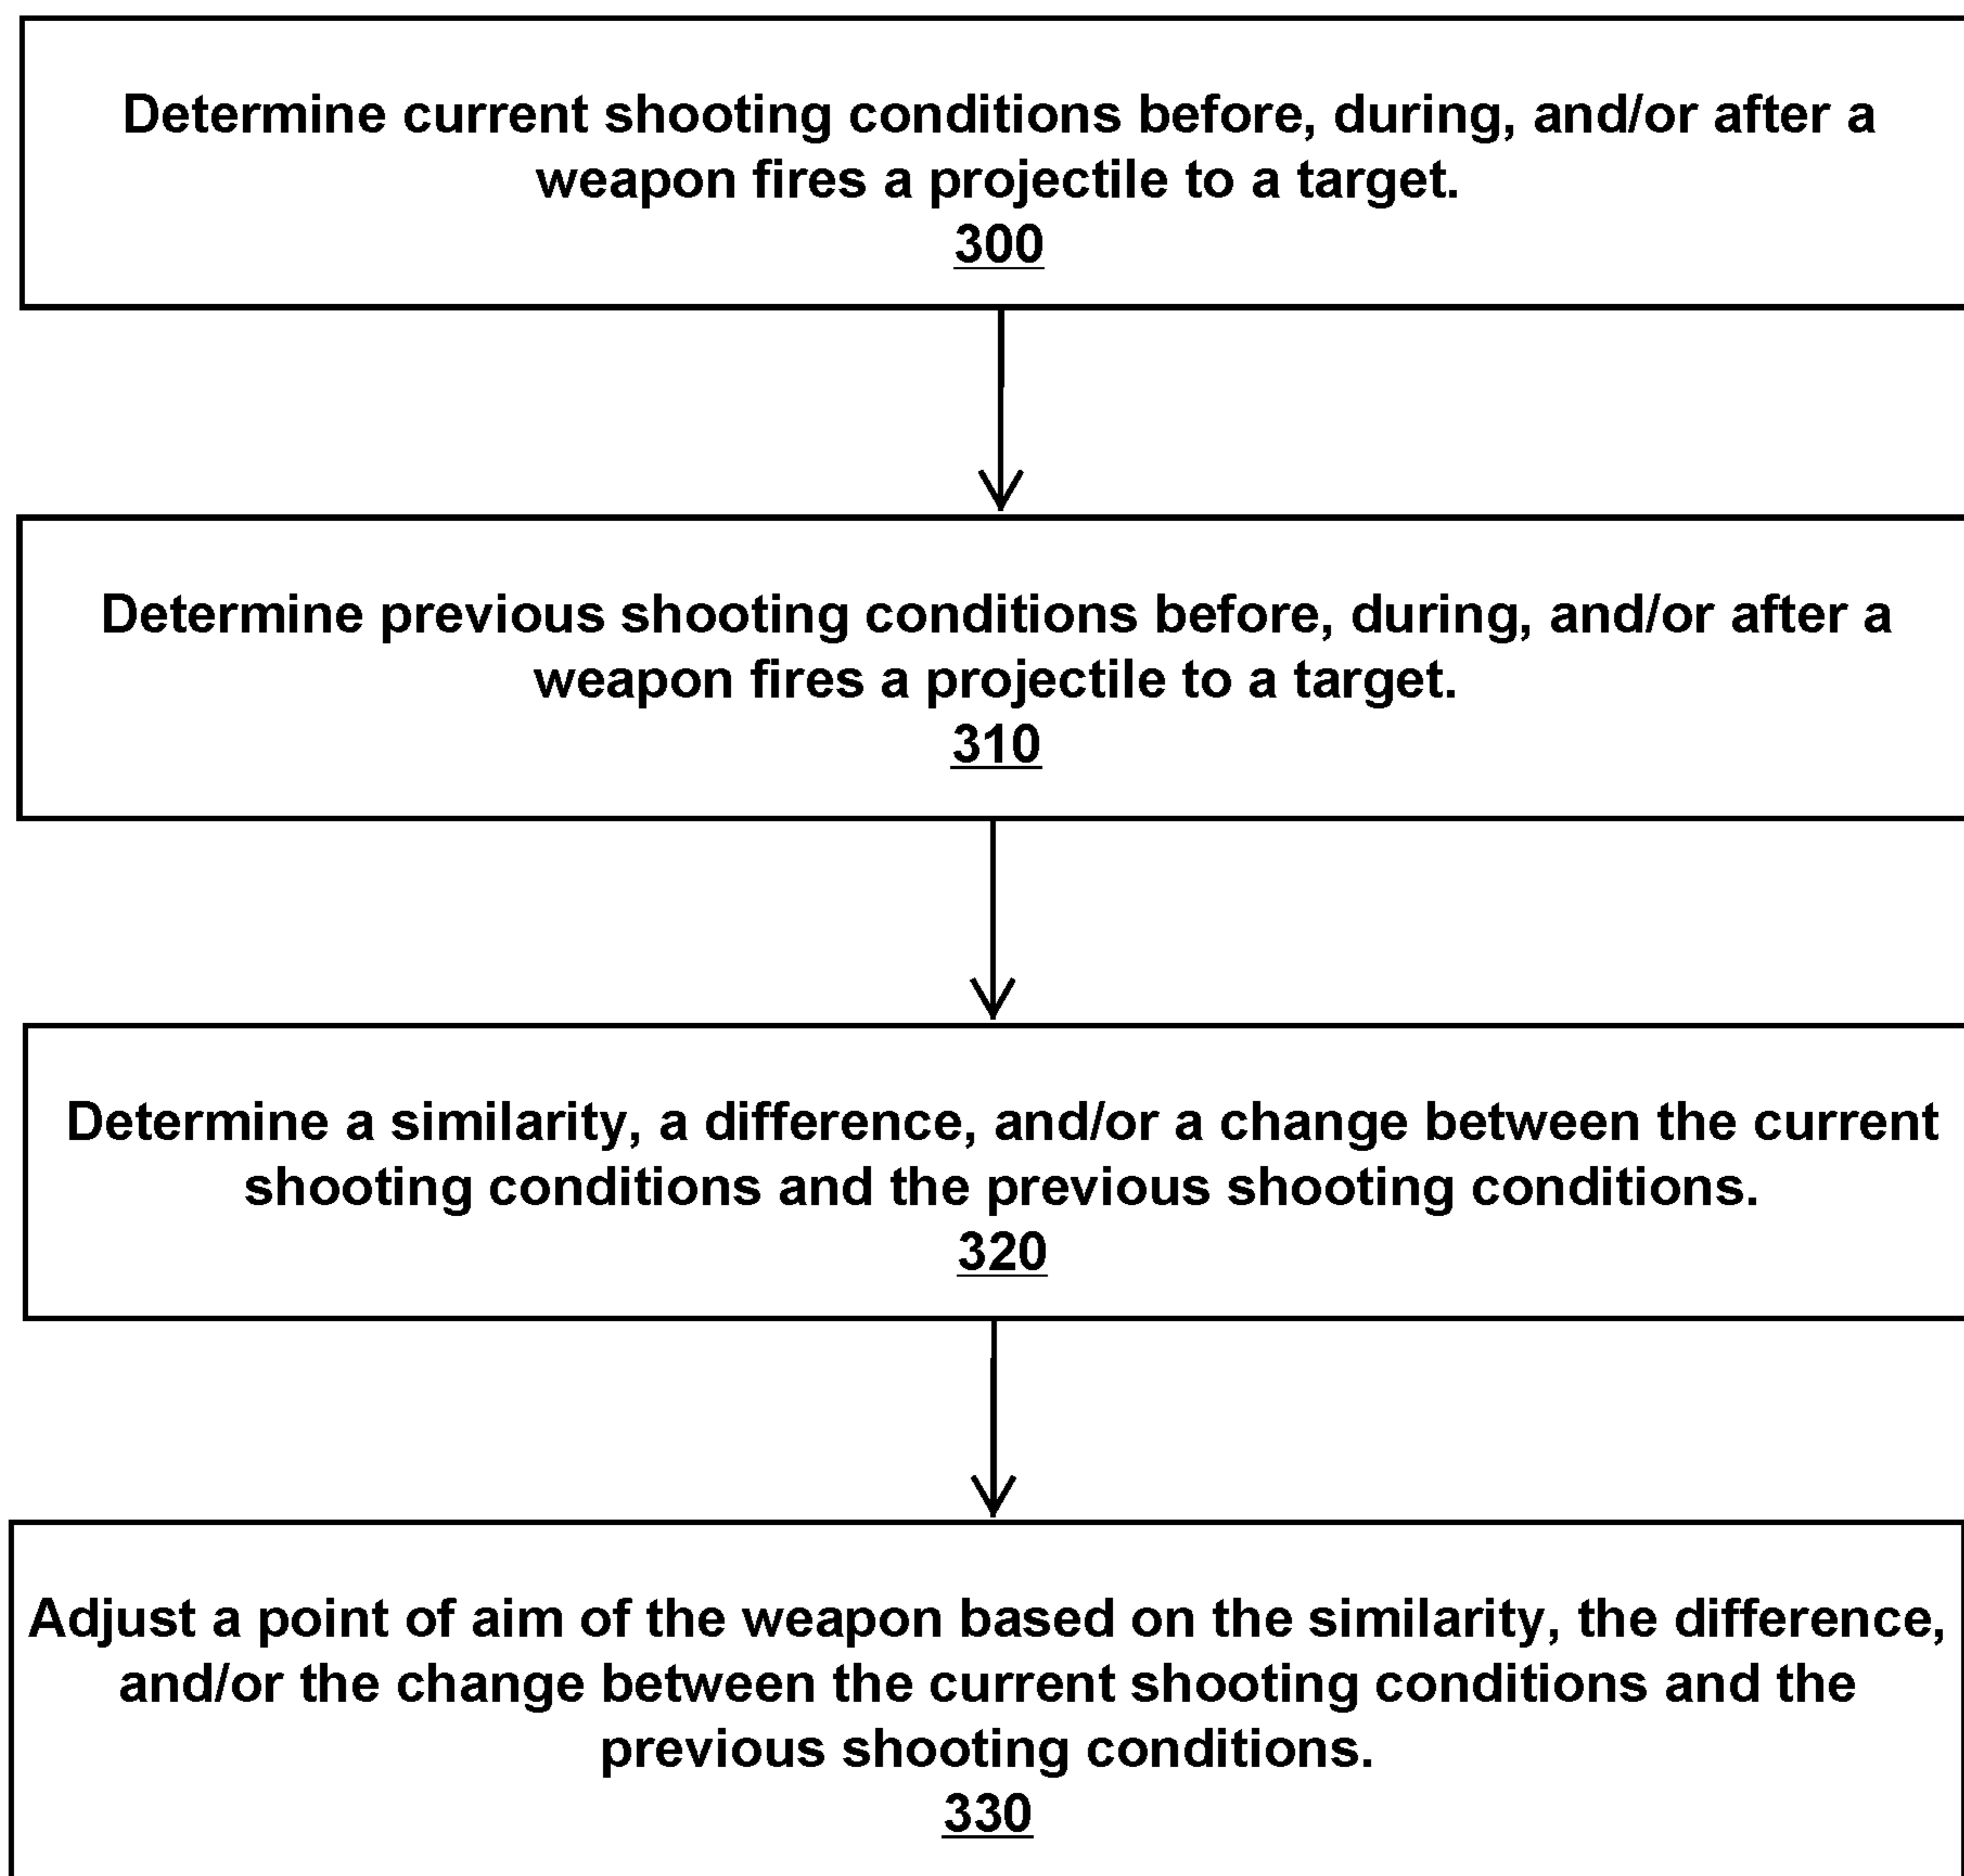 Determine current shooting conditions before, during, and/or after a
weapon fires a projectile to a target.
300
Determine previous shooting conditions before, during, and/or after a
weapon fires a projectile to a target.
310
Determine a similarity, a difference, and/or a change between the current
shooting conditions and the previous shooting conditions.
320
Adjust a point of aim of the weapon based on the similarity, the difference,
and/or the change between the current shooting conditions and the
previous shooting conditions.
330